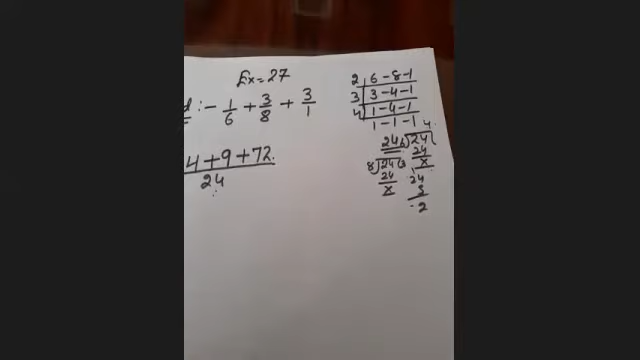 Ex=27
d :- 1/6 + 3/8 + 3/1
4+9+72
24
2 | 6-8-1
3 | 3-4-1
4 | 1-4-1
1-1-1
24 6)24(4
24
x
8)24(3
24
x
24
3
2